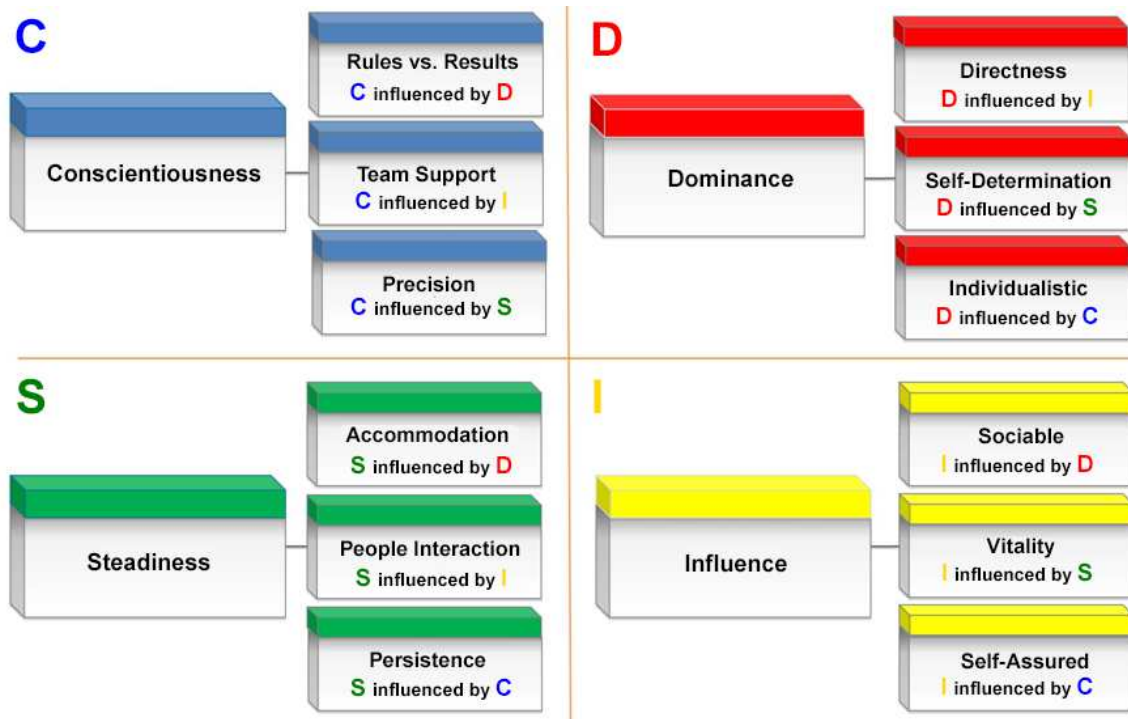 C
Rules vs. Results
C influenced by D
Conscientiousness
Team Support
C influenced by I
Precision
C influenced by S
D
Directness
D influenced by I
Dominance
Self-Determination
D influenced by S
Individualistic
D influenced by C
S
Accommodation
S influenced by D
Steadiness
People Interaction
S influenced by I
Persistence
S influenced by C
I
Sociable
I influenced by D
Influence
Vitality
I influenced by S
Self-Assured
I influenced by C